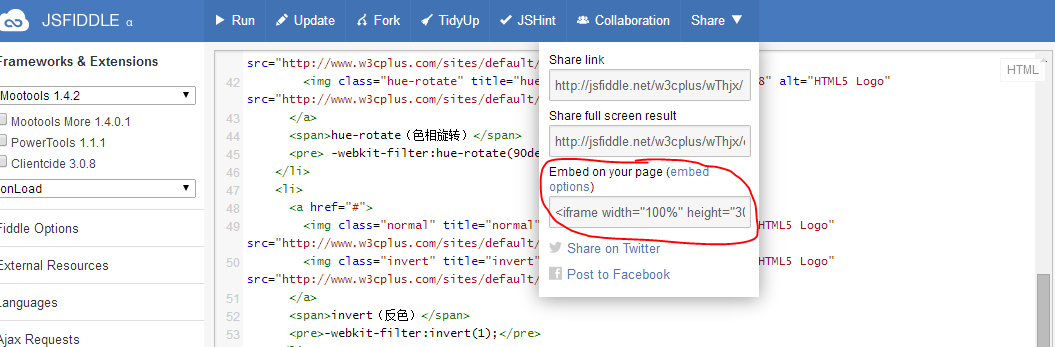 JSFIDDLE α
Run
Update
Fork
TidyUp
JSHint
Collaboration
Share ▼
Frameworks & Extensions
Mootools 1.4.2
Mootools More 1.4.0.1
PowerTools 1.1.1
Clientcide 3.0.8
onLoad
Fiddle Options
External Resources
Languages
Ajax Requests
HTML
src="http://www.w3cplus.com/sites/default/
42 <img class="hue-rotate" title="hue 8" alt="HTML5 Logo"
src="http://www.w3cplus.com/sites/default/
43 </a>
44 <span>hue-rotate（色相旋转）</span>
45 <pre> -webkit-filter:hue-rotate(90de
46 </li>
47 <li>
48 <a href="#">
49 <img class="normal" title="normal" HTML5 Logo"
src="http://www.w3cplus.com/sites/default/
50 <img class="invert" title="invert" HTML5 Logo"
src="http://www.w3cplus.com/sites/default/
51 </a>
52 <span>invert（反色）</span>
53 <pre>-webkit-filter:invert(1);</pre>
Share link
http://jsfiddle.net/w3cplus/wThjx/
Share full screen result
http://jsfiddle.net/w3cplus/wThjx/
Embed on your page (embed
options)
<iframe width="100%" height="30
Share on Twitter
Post to Facebook